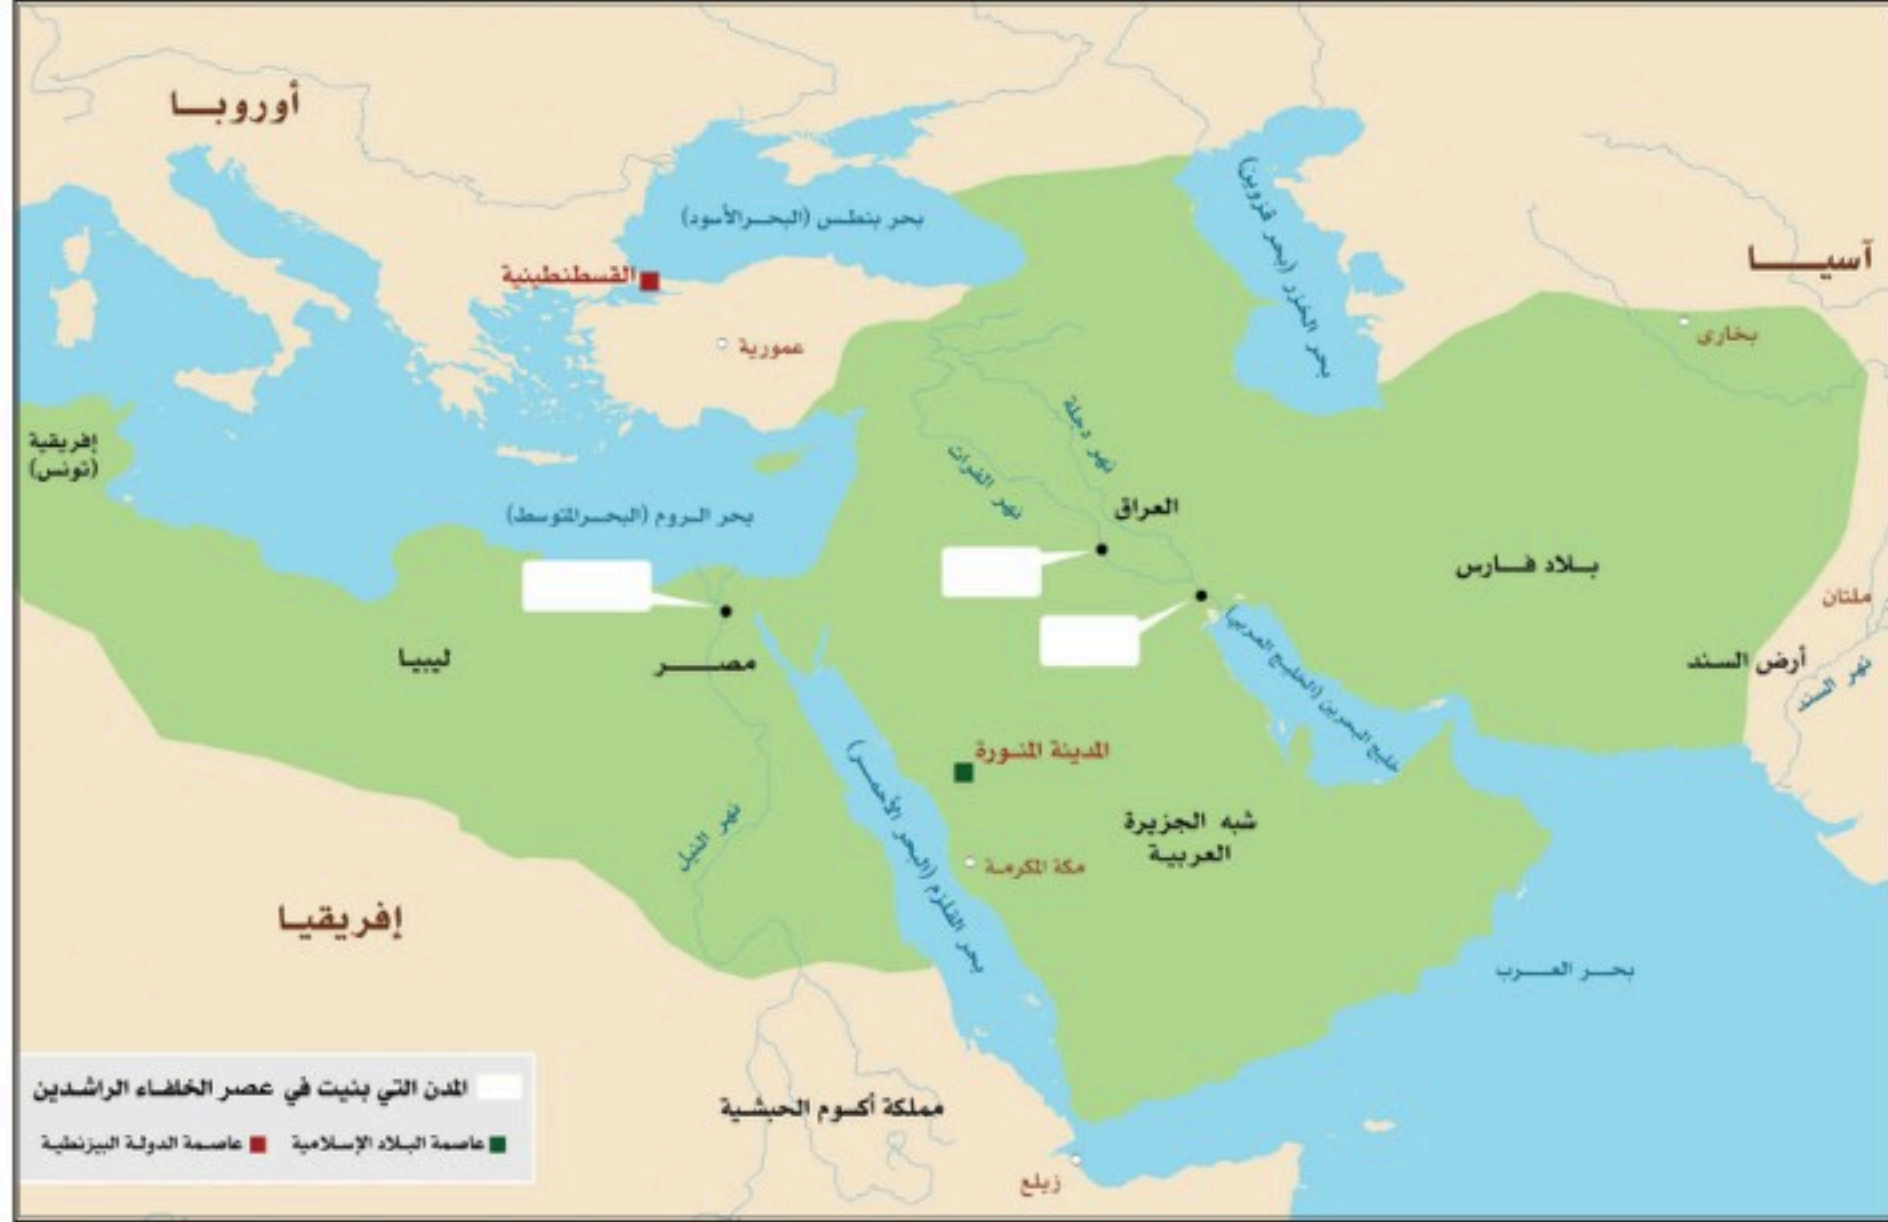 أوروبا
بحر بنطس (البحر الأسود)
بحر الخزر (بحر قزوين)
آسيا
القسطنطينية
عمورية
بخارى
إفريقية
(تونس)
نهر دجلة
نهر الفرات
العراق
بحر الروم (البحر المتوسط)
بلاد فارس
ملتان
ليبيا
مصر
خليج البحرين (الخليج العربي)
أرض السند
نهر السند
المدينة المنورة
بحر القلزم (البحر الأحمر)
شبه الجزيرة
العربية
نهر النيل
مكة المكرمة
إفريقيا
بحر العرب
المدن التي بنيت في عصر الخلفاء الراشدين
عاصمة البلاد الإسلامية
عاصمة الدولة البيزنطية
مملكة أكسوم الحبشية
زيلع